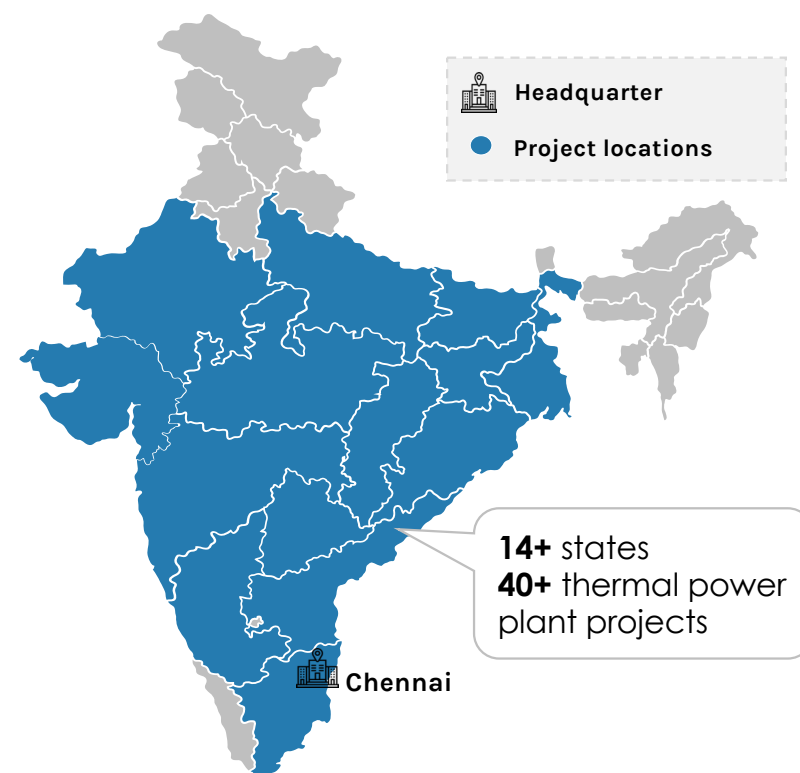 Headquarter
Project locations
14+ states
40+ thermal power
plant projects
Chennai